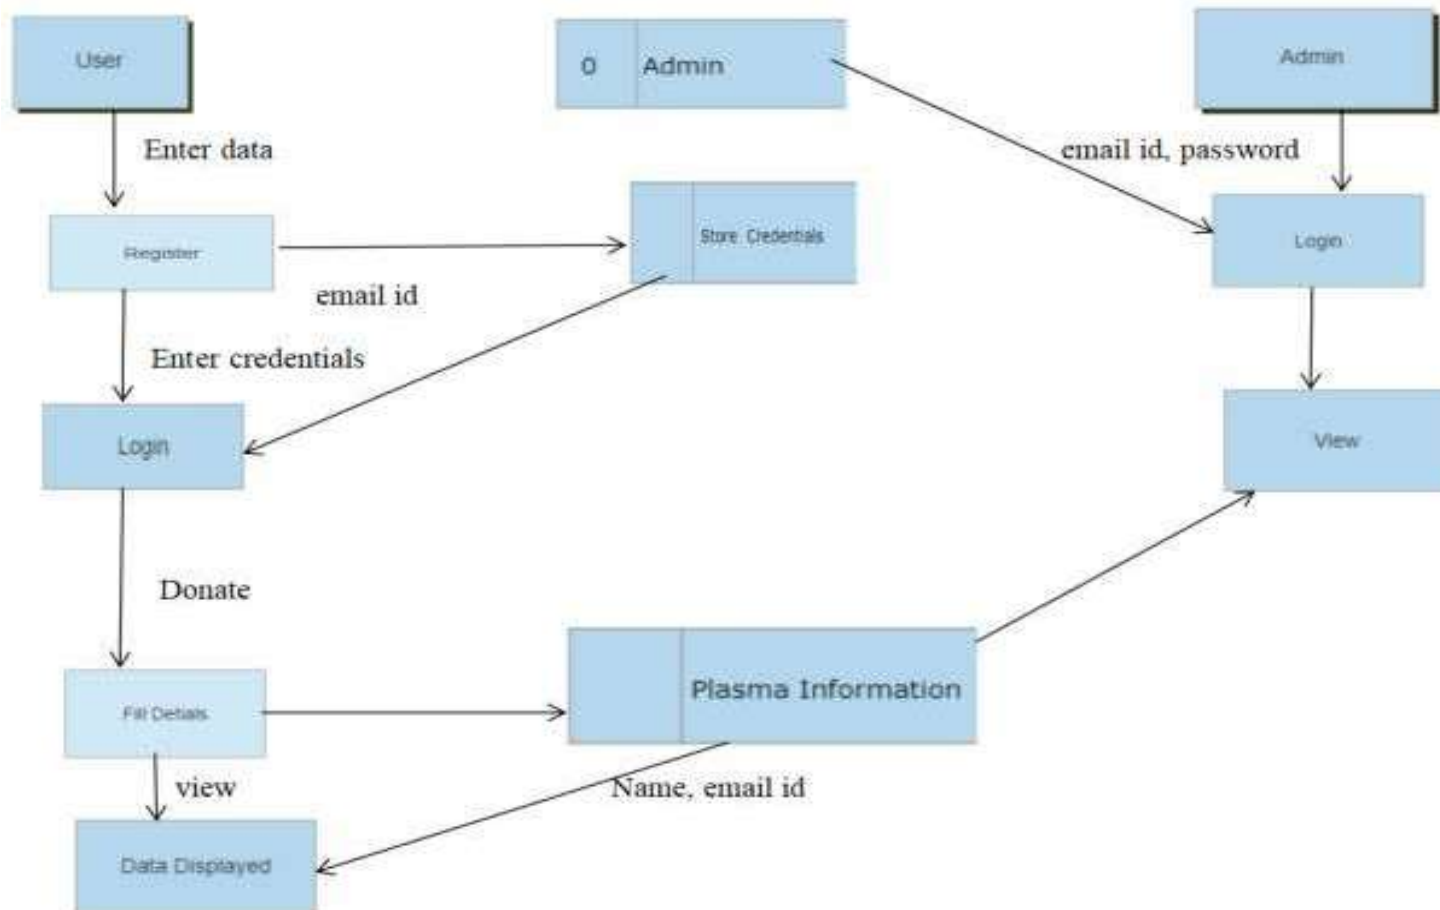 User
0 Admin
Admin
Enter data
email id, password
Register
Store Credentials
Login
email id
Enter credentials
Login
View
Donate
Fill Detials
Plasma Information
view
Name, email id
Data Displayed